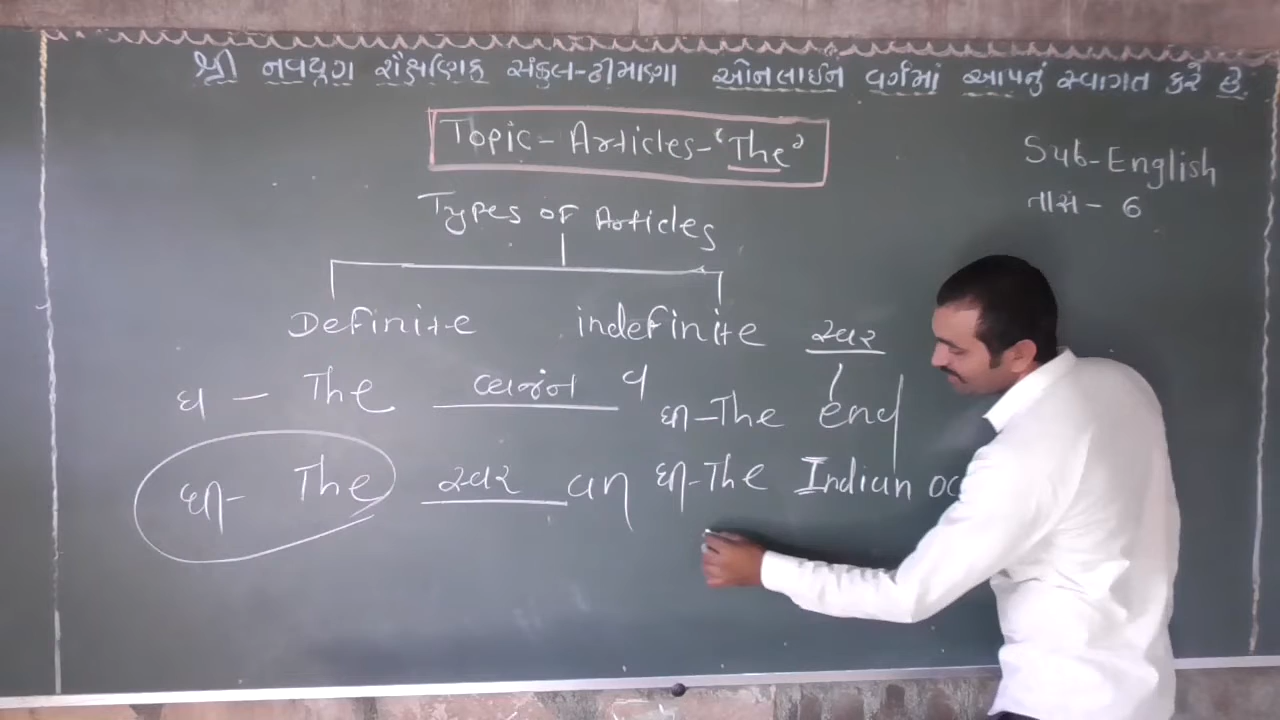 શ્રી નવયુગ શૈક્ષણિક સંકુલ-ઢીમાણા ઓનલાઈન વર્ગમાં આપનું સ્વાગત કરે છે.
Topic - Articles - ‘The’
Sub-English
તાસ - 6
Types of Articles
Definite indefinite સ્વર
ધ - The વ્યંજન ધી-The end
ધી- The સ્વર an ધી-The Indian